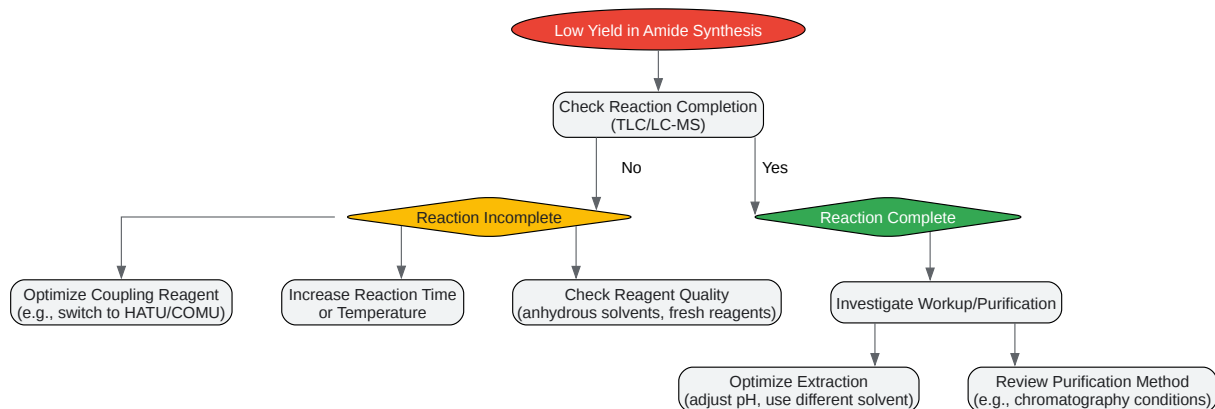 Low Yield in Amide Synthesis
Check Reaction Completion
(TLC/LC-MS)
No
Yes
Reaction Incomplete
Reaction Complete
Optimize Coupling Reagent
(e.g., switch to HATU/COMU)
Increase Reaction Time
or Temperature
Check Reagent Quality
(anhydrous solvents, fresh reagents)
Investigate Workup/Purification
Optimize Extraction
(adjust pH, use different solvent)
Review Purification Method
(e.g., chromatography conditions)